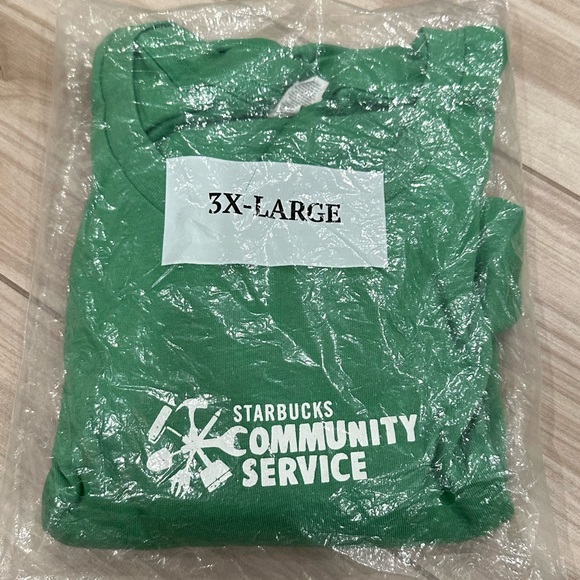 3X-LARGE
STARBUCKS
COMMUNITY
SERVICE